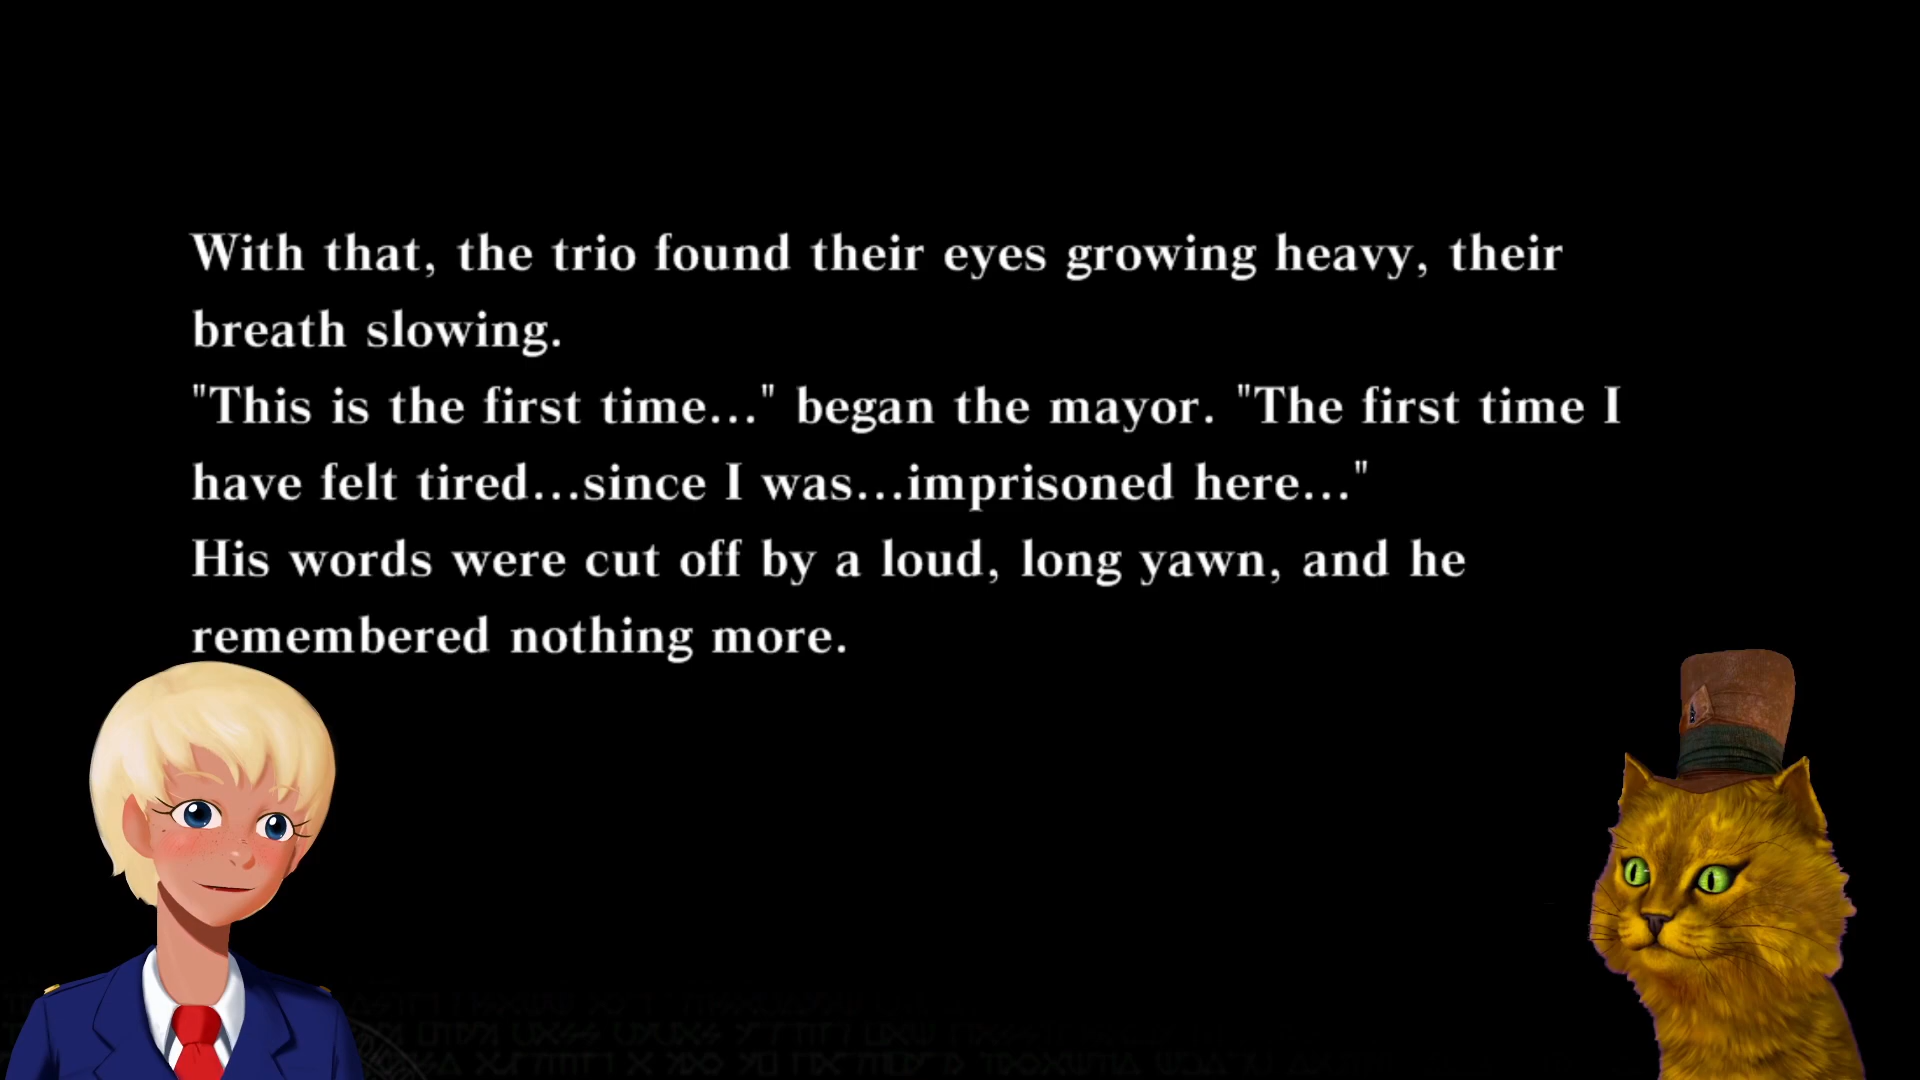 With that, the trio found their eyes growing heavy, their
breath slowing.
"This is the first time..." began the mayor. "The first time I
have felt tired...since I was...imprisoned here..."
His words were cut off by a loud, long yawn, and he
remembered nothing more.